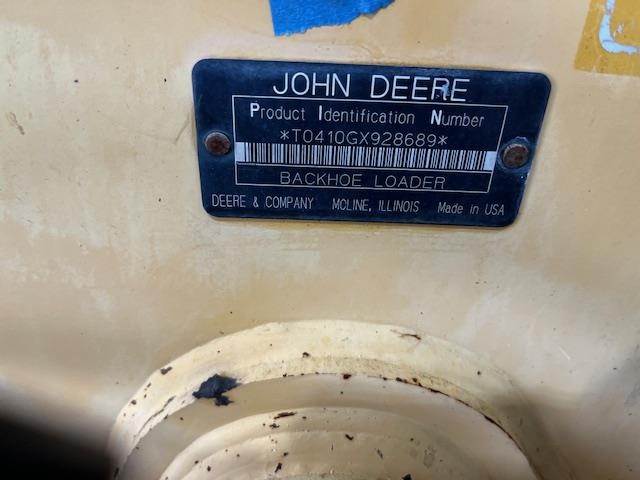 JOHN DEERE
Product Identification Number
*T0410GX928689*
BACKHOE LOADER
DEERE & COMPANY MOLINE, ILLINOIS Made in USA